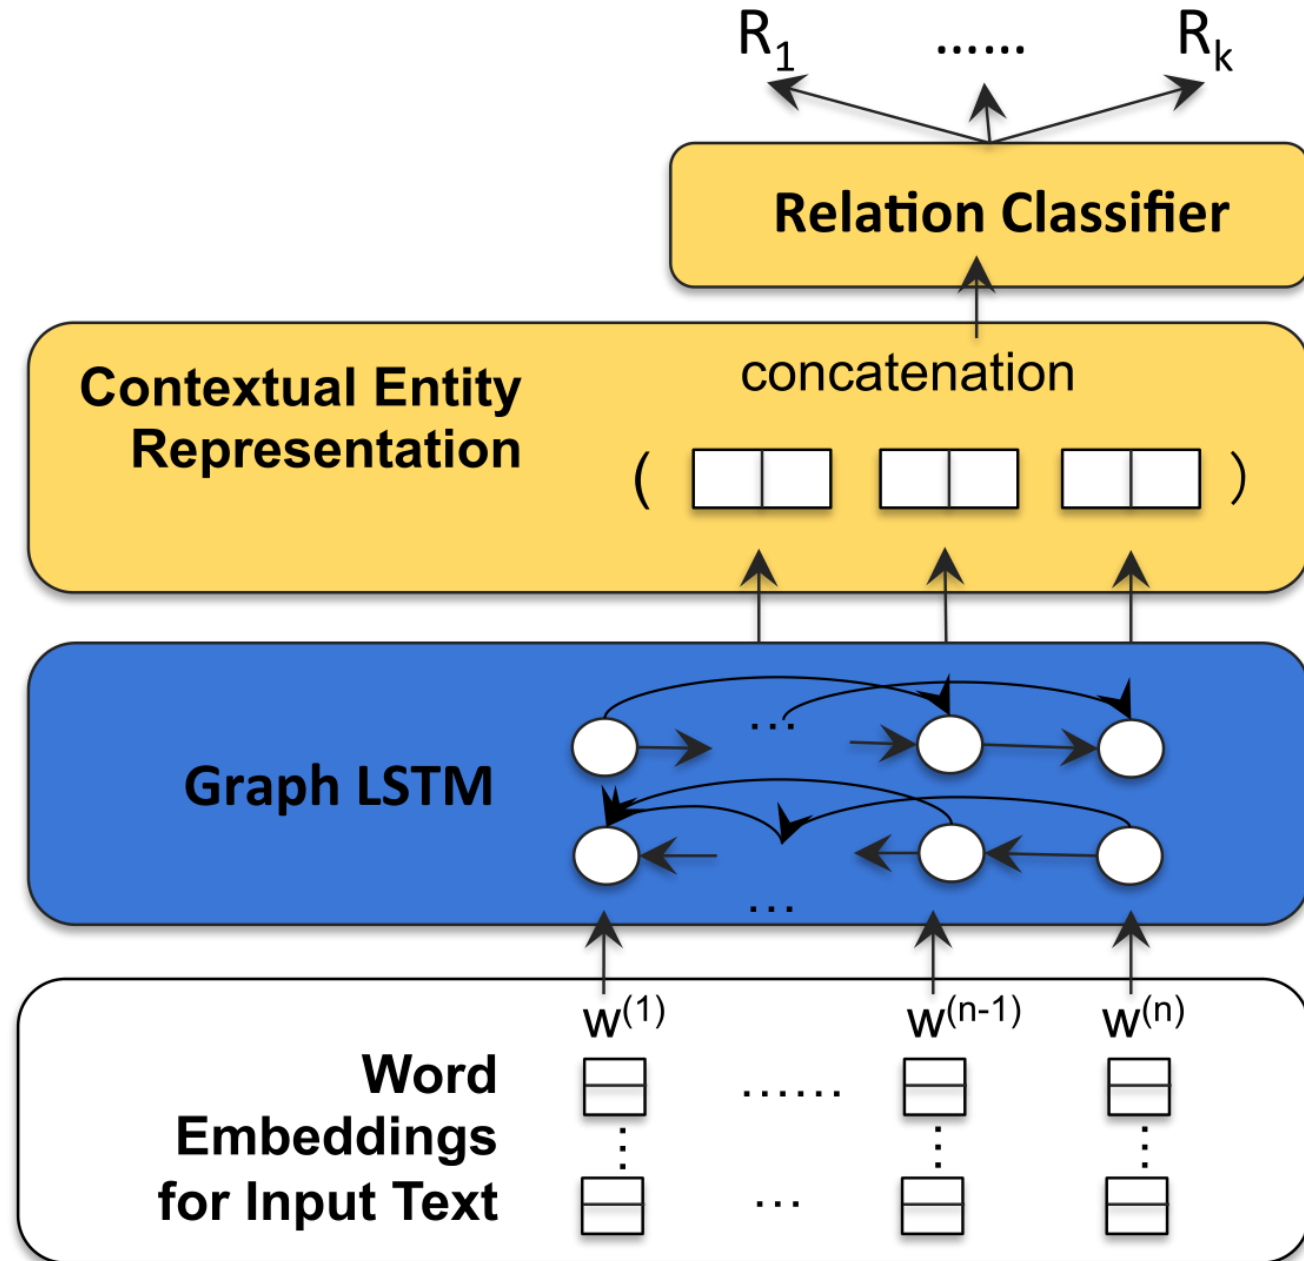 R₁ ...... Rₖ
Relation Classifier
Contextual Entity
Representation
concatenation
( )
...
Graph LSTM
...
w⁽¹⁾ w⁽ⁿ⁻¹⁾ w⁽ⁿ⁾
Word
Embeddings
for Input Text
......
...